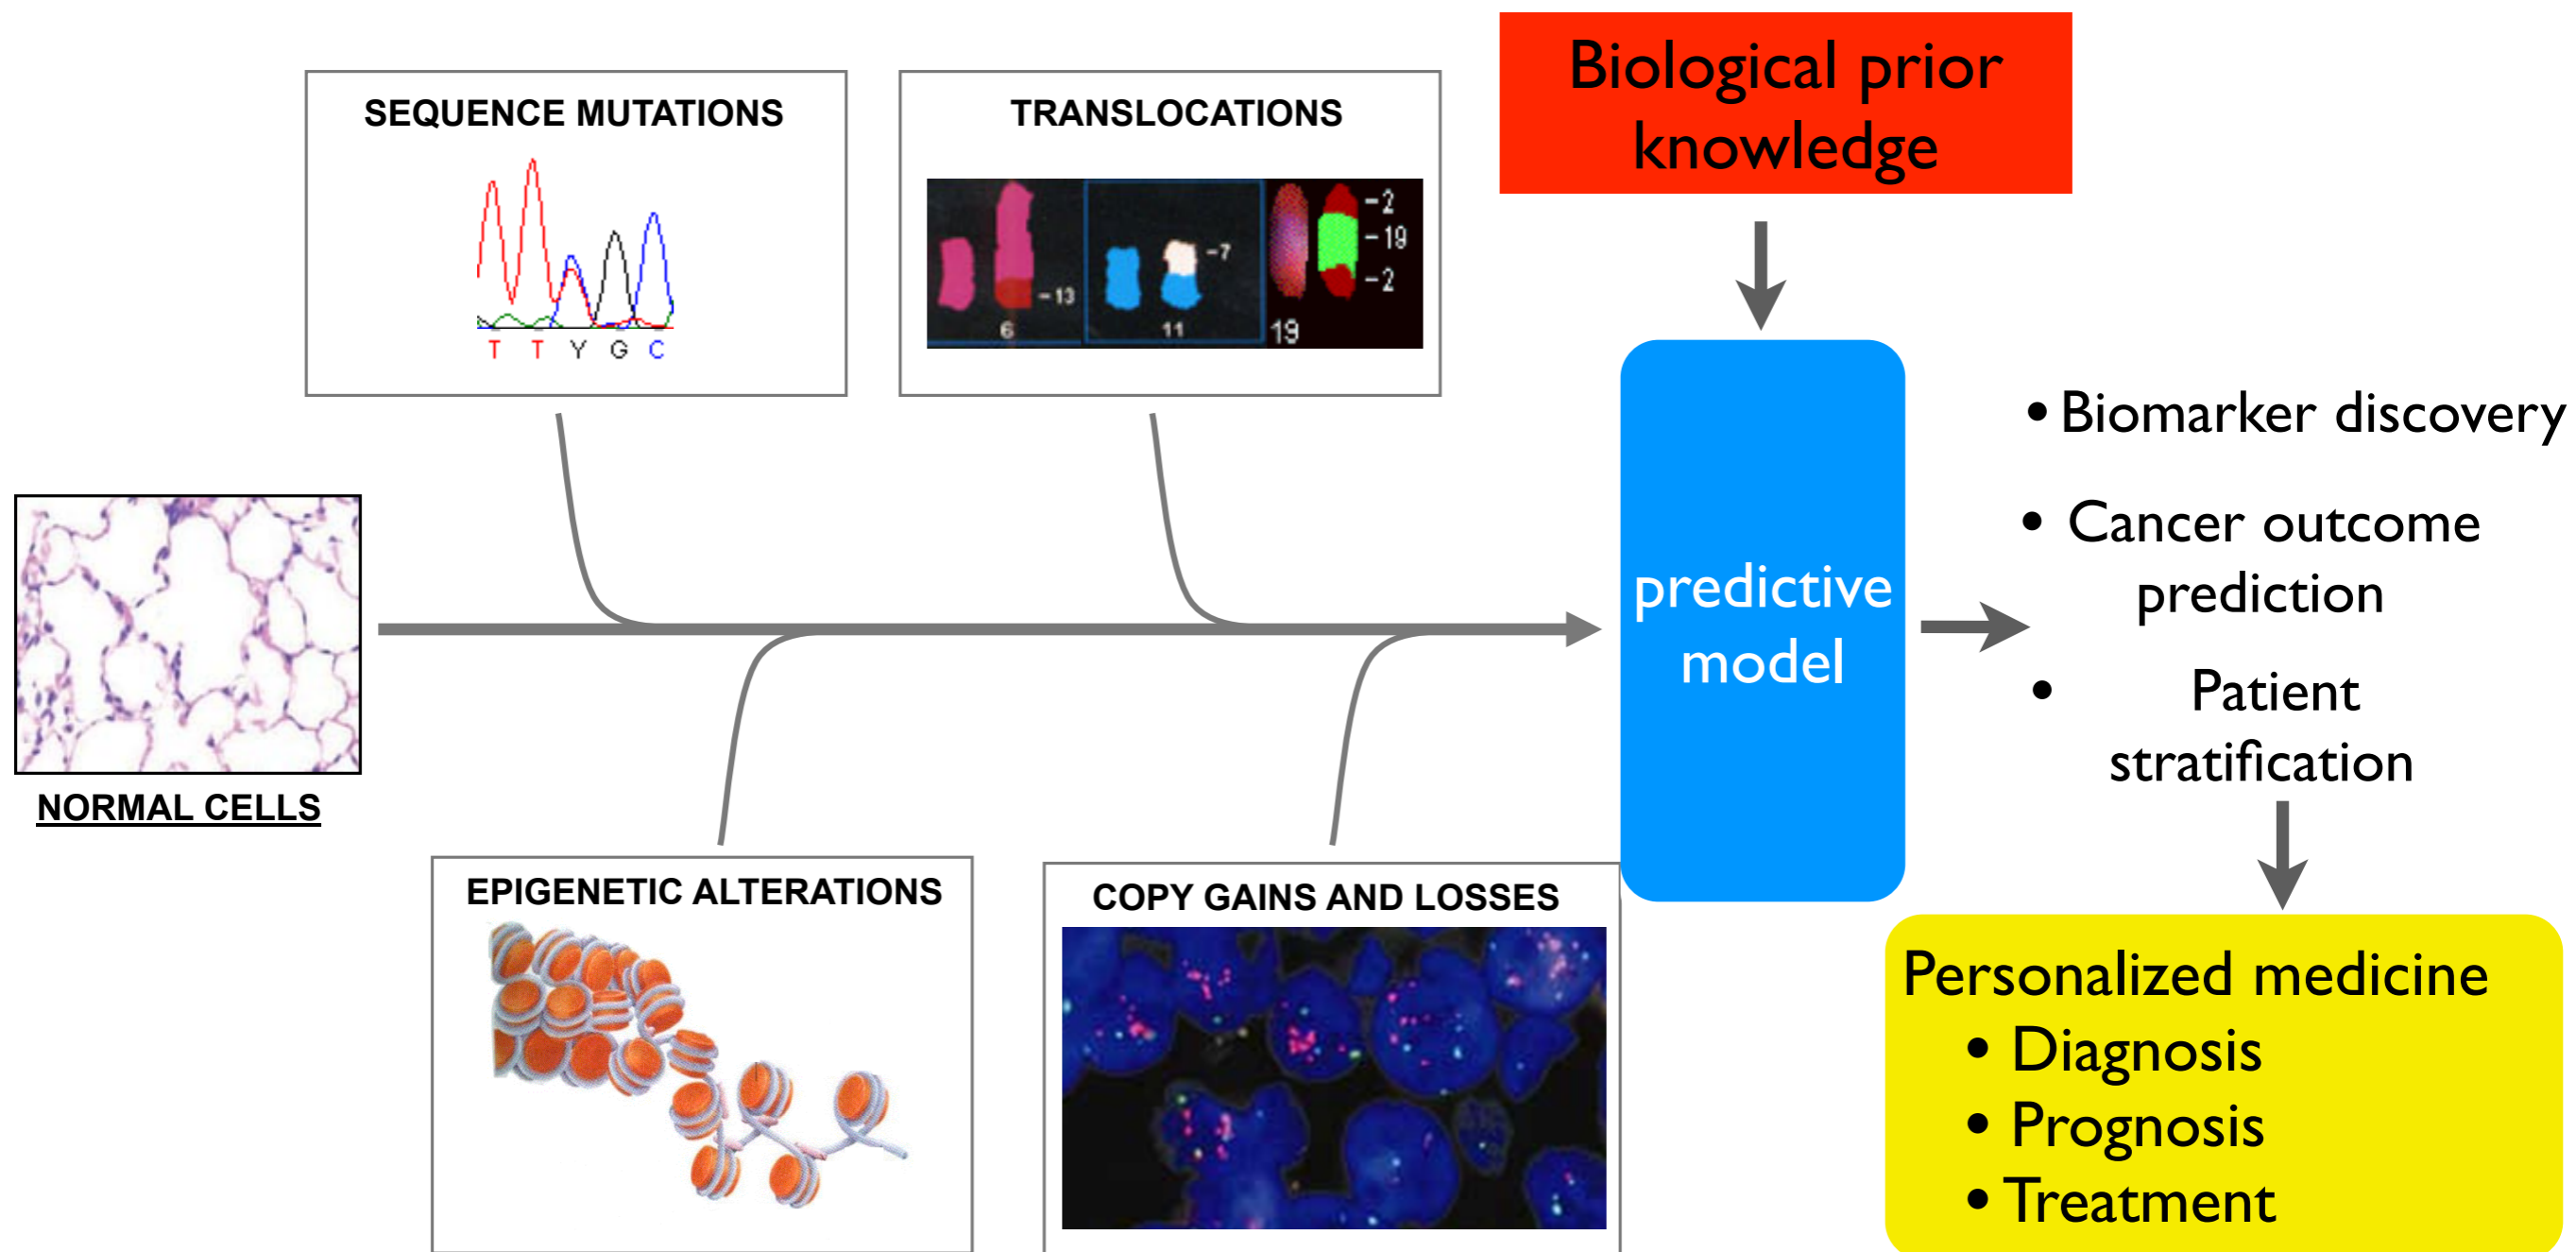 SEQUENCE MUTATIONS
T T Y G C
TRANSLOCATIONS
-13
6
-7
11
-2
-19
-2
19
Biological prior
knowledge
NORMAL CELLS
EPIGENETIC ALTERATIONS
COPY GAINS AND LOSSES
predictive
model
• Biomarker discovery
• Cancer outcome
prediction
• Patient
stratification
Personalized medicine
• Diagnosis
• Prognosis
• Treatment